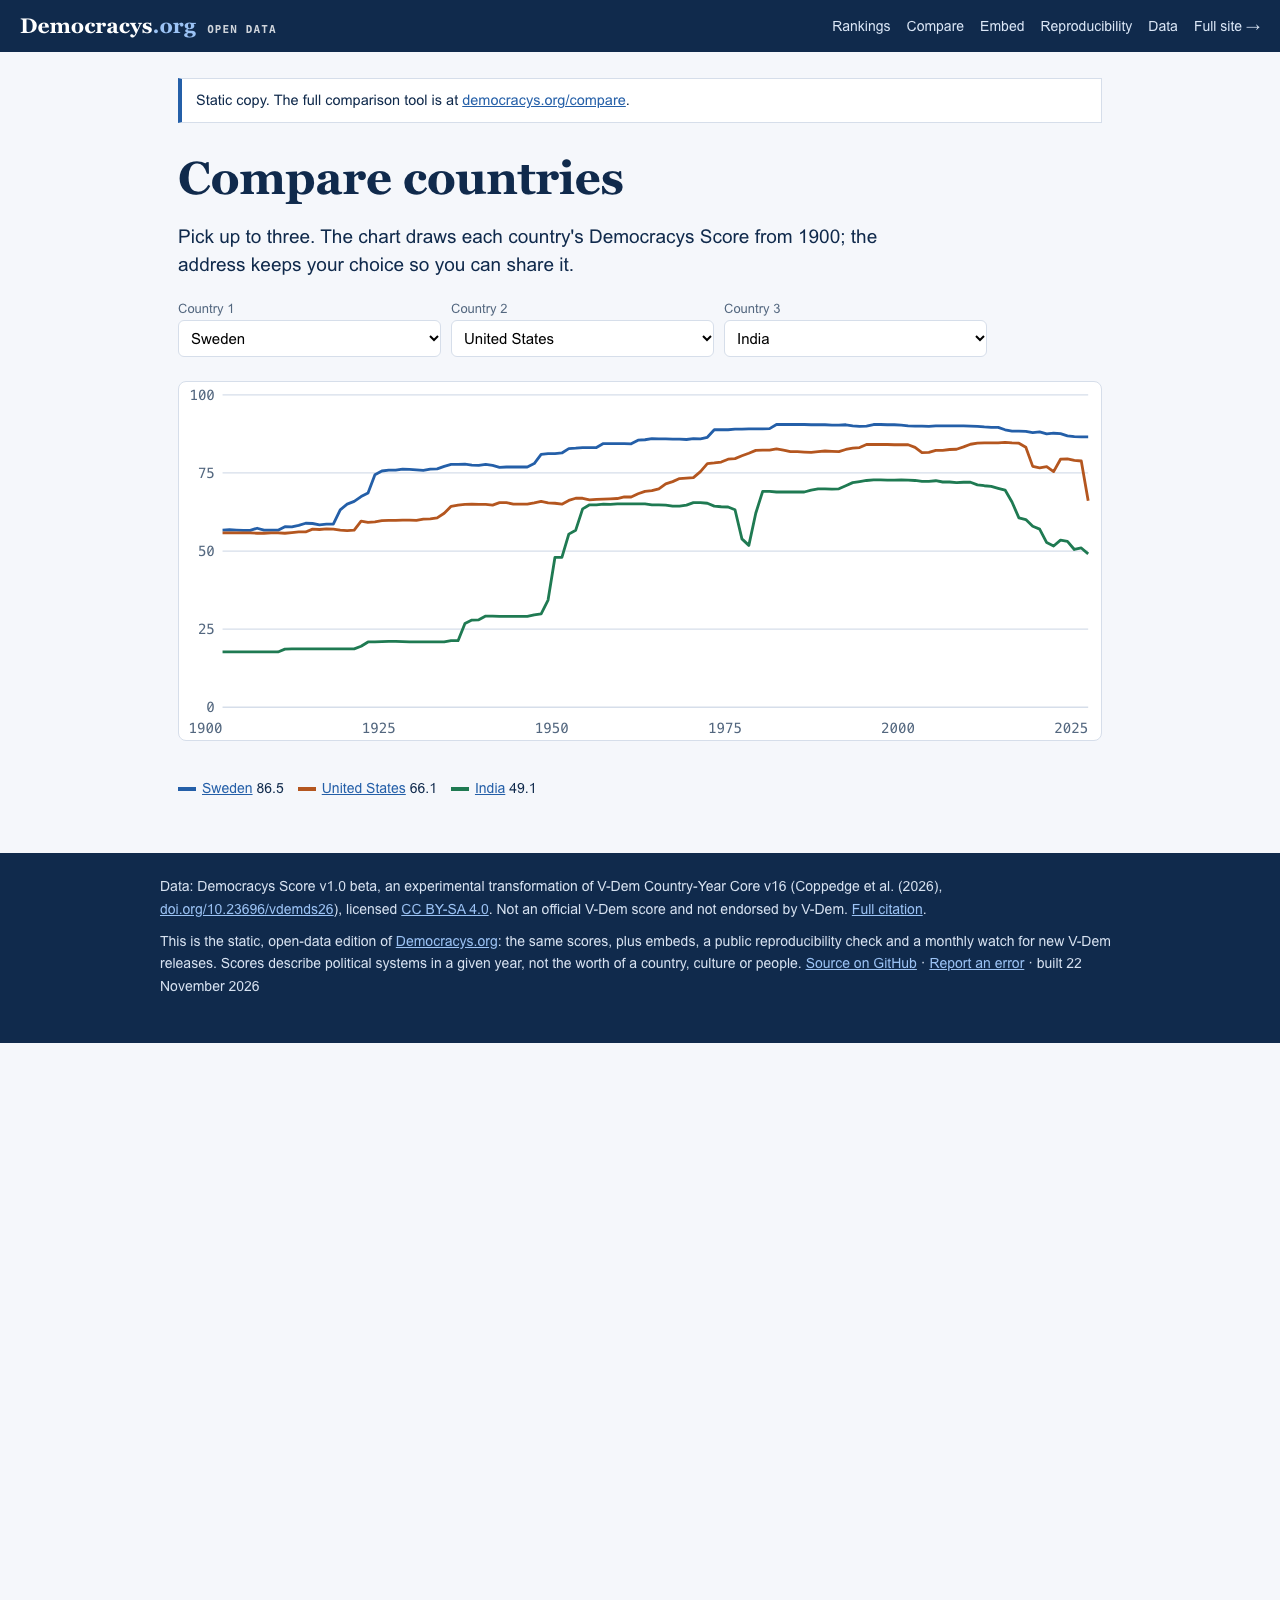 Democracys.org OPEN DATA
Rankings Compare Embed Reproducibility Data Full site →
Static copy. The full comparison tool is at democracys.org/compare.
Compare countries
Pick up to three. The chart draws each country's Democracys Score from 1900; the
address keeps your choice so you can share it.
Country 1 Country 2 Country 3
Sweden United States India
100
75
50
25
0
1900 1925 1950 1975 2000 2025
Sweden 86.5 United States 66.1 India 49.1
Data: Democracys Score v1.0 beta, an experimental transformation of V-Dem Country-Year Core v16 (Coppedge et al. (2026),
doi.org/10.23696/vdemds26), licensed CC BY-SA 4.0. Not an official V-Dem score and not endorsed by V-Dem. Full citation.
This is the static, open-data edition of Democracys.org: the same scores, plus embeds, a public reproducibility check and a monthly watch for new V-Dem
releases. Scores describe political systems in a given year, not the worth of a country, culture or people. Source on GitHub · Report an error · built 22
November 2026